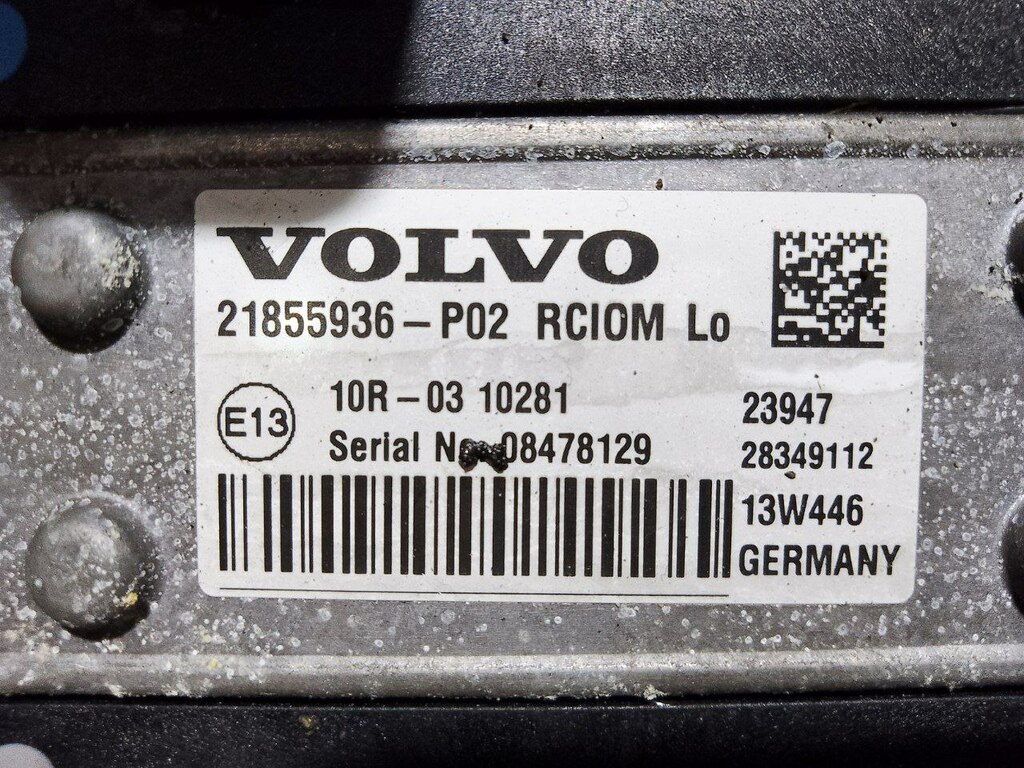 VOLVO
21855936-P02 RCIOM Lo
10R-03 10281
E13
Serial 08478129
23947
28349112
13W446
GERMANY